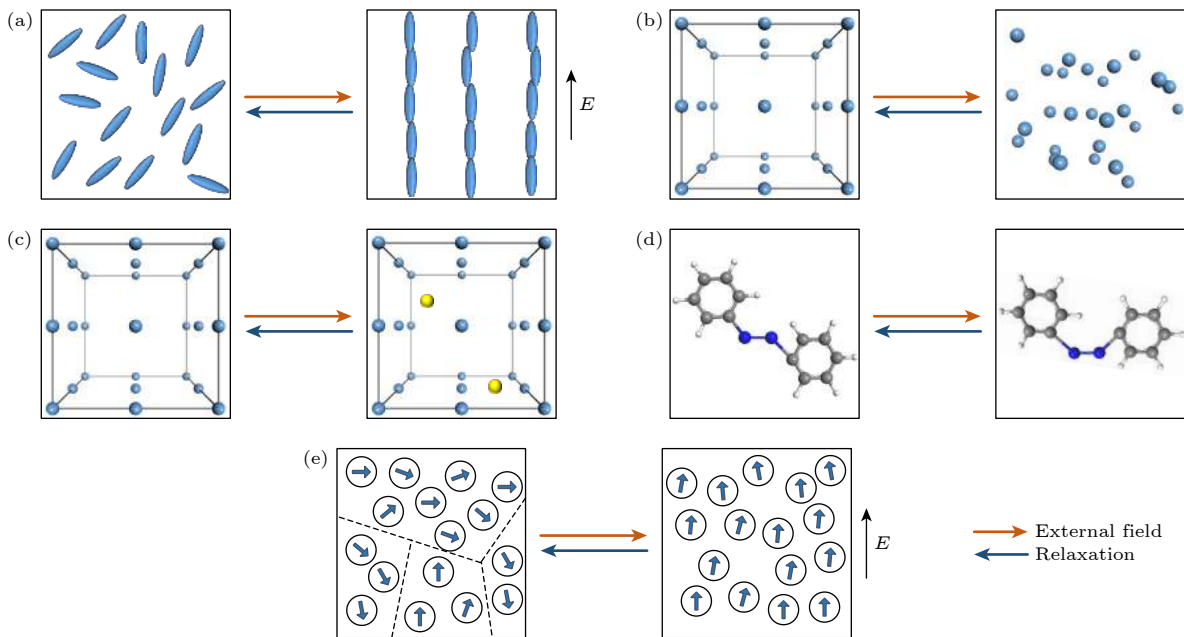 (a)
E
(b)
(c)
(d)
(e)
E
External field
Relaxation